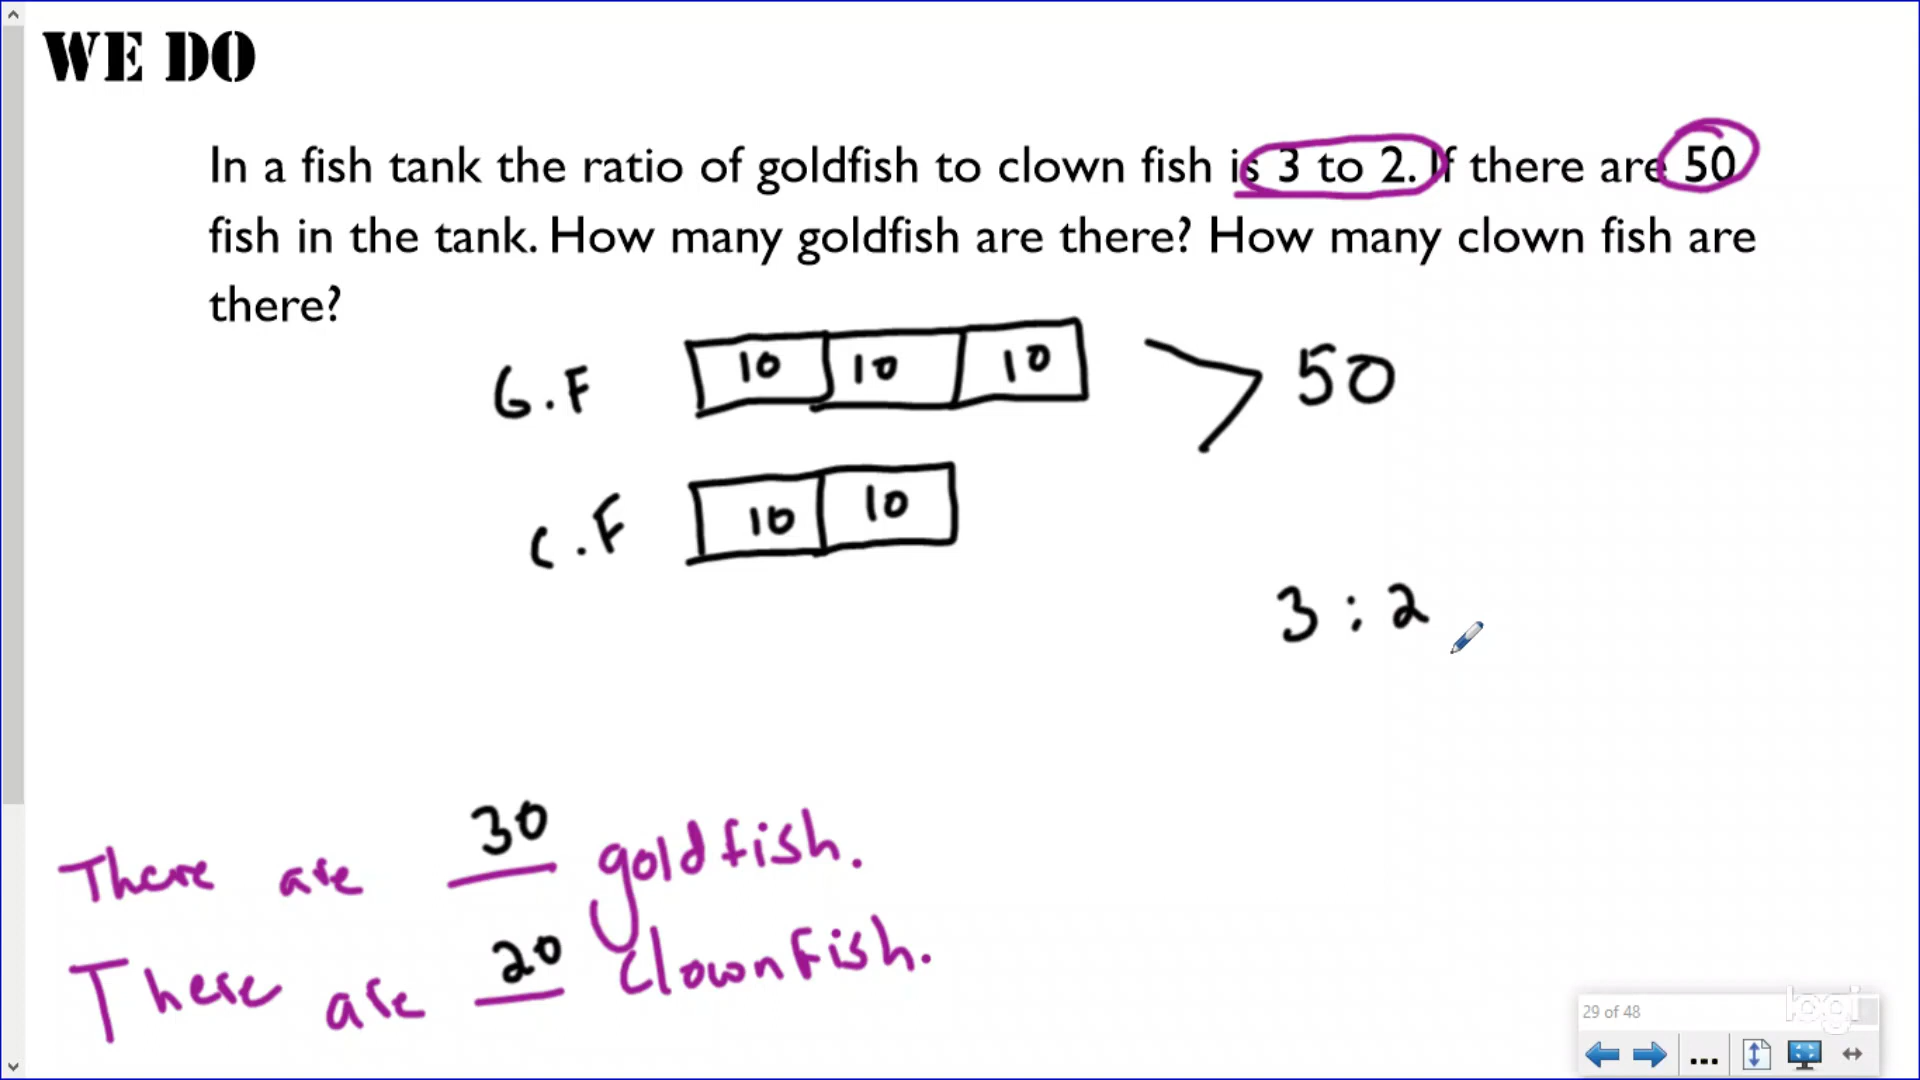 WE DO
In a fish tank the ratio of goldfish to clown fish is 3 to 2. If there are 50
fish in the tank. How many goldfish are there? How many clown fish are
there?
G.F 10 10 10 50
C.F 10 10
3 : 2
There are 30 goldfish.
There are 20 clownfish.
logi
29 of 48